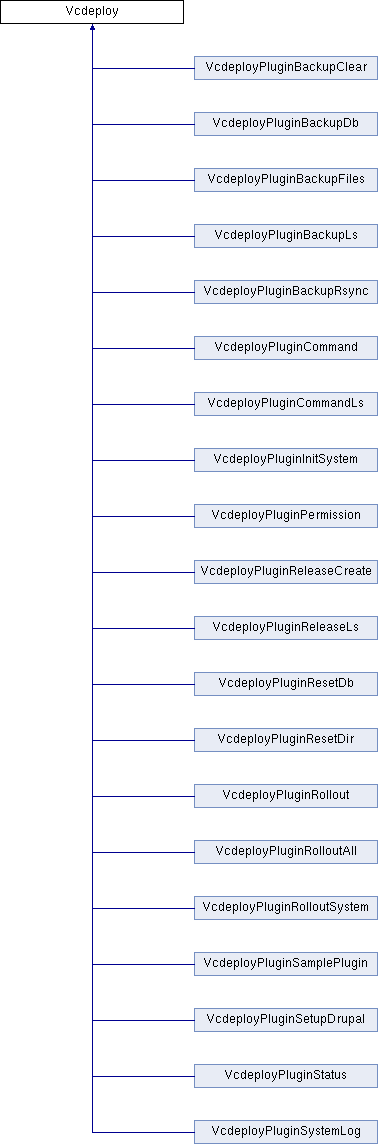 Vcdeploy
VcdeployPluginBackupClear
VcdeployPluginBackupDb
VcdeployPluginBackupFiles
VcdeployPluginBackupLs
VcdeployPluginBackupRsync
VcdeployPluginCommand
VcdeployPluginCommandLs
VcdeployPluginInitSystem
VcdeployPluginPermission
VcdeployPluginReleaseCreate
VcdeployPluginReleaseLs
VcdeployPluginResetDb
VcdeployPluginResetDir
VcdeployPluginRollout
VcdeployPluginRolloutAll
VcdeployPluginRolloutSystem
VcdeployPluginSamplePlugin
VcdeployPluginSetupDrupal
VcdeployPluginStatus
VcdeployPluginSystemLog